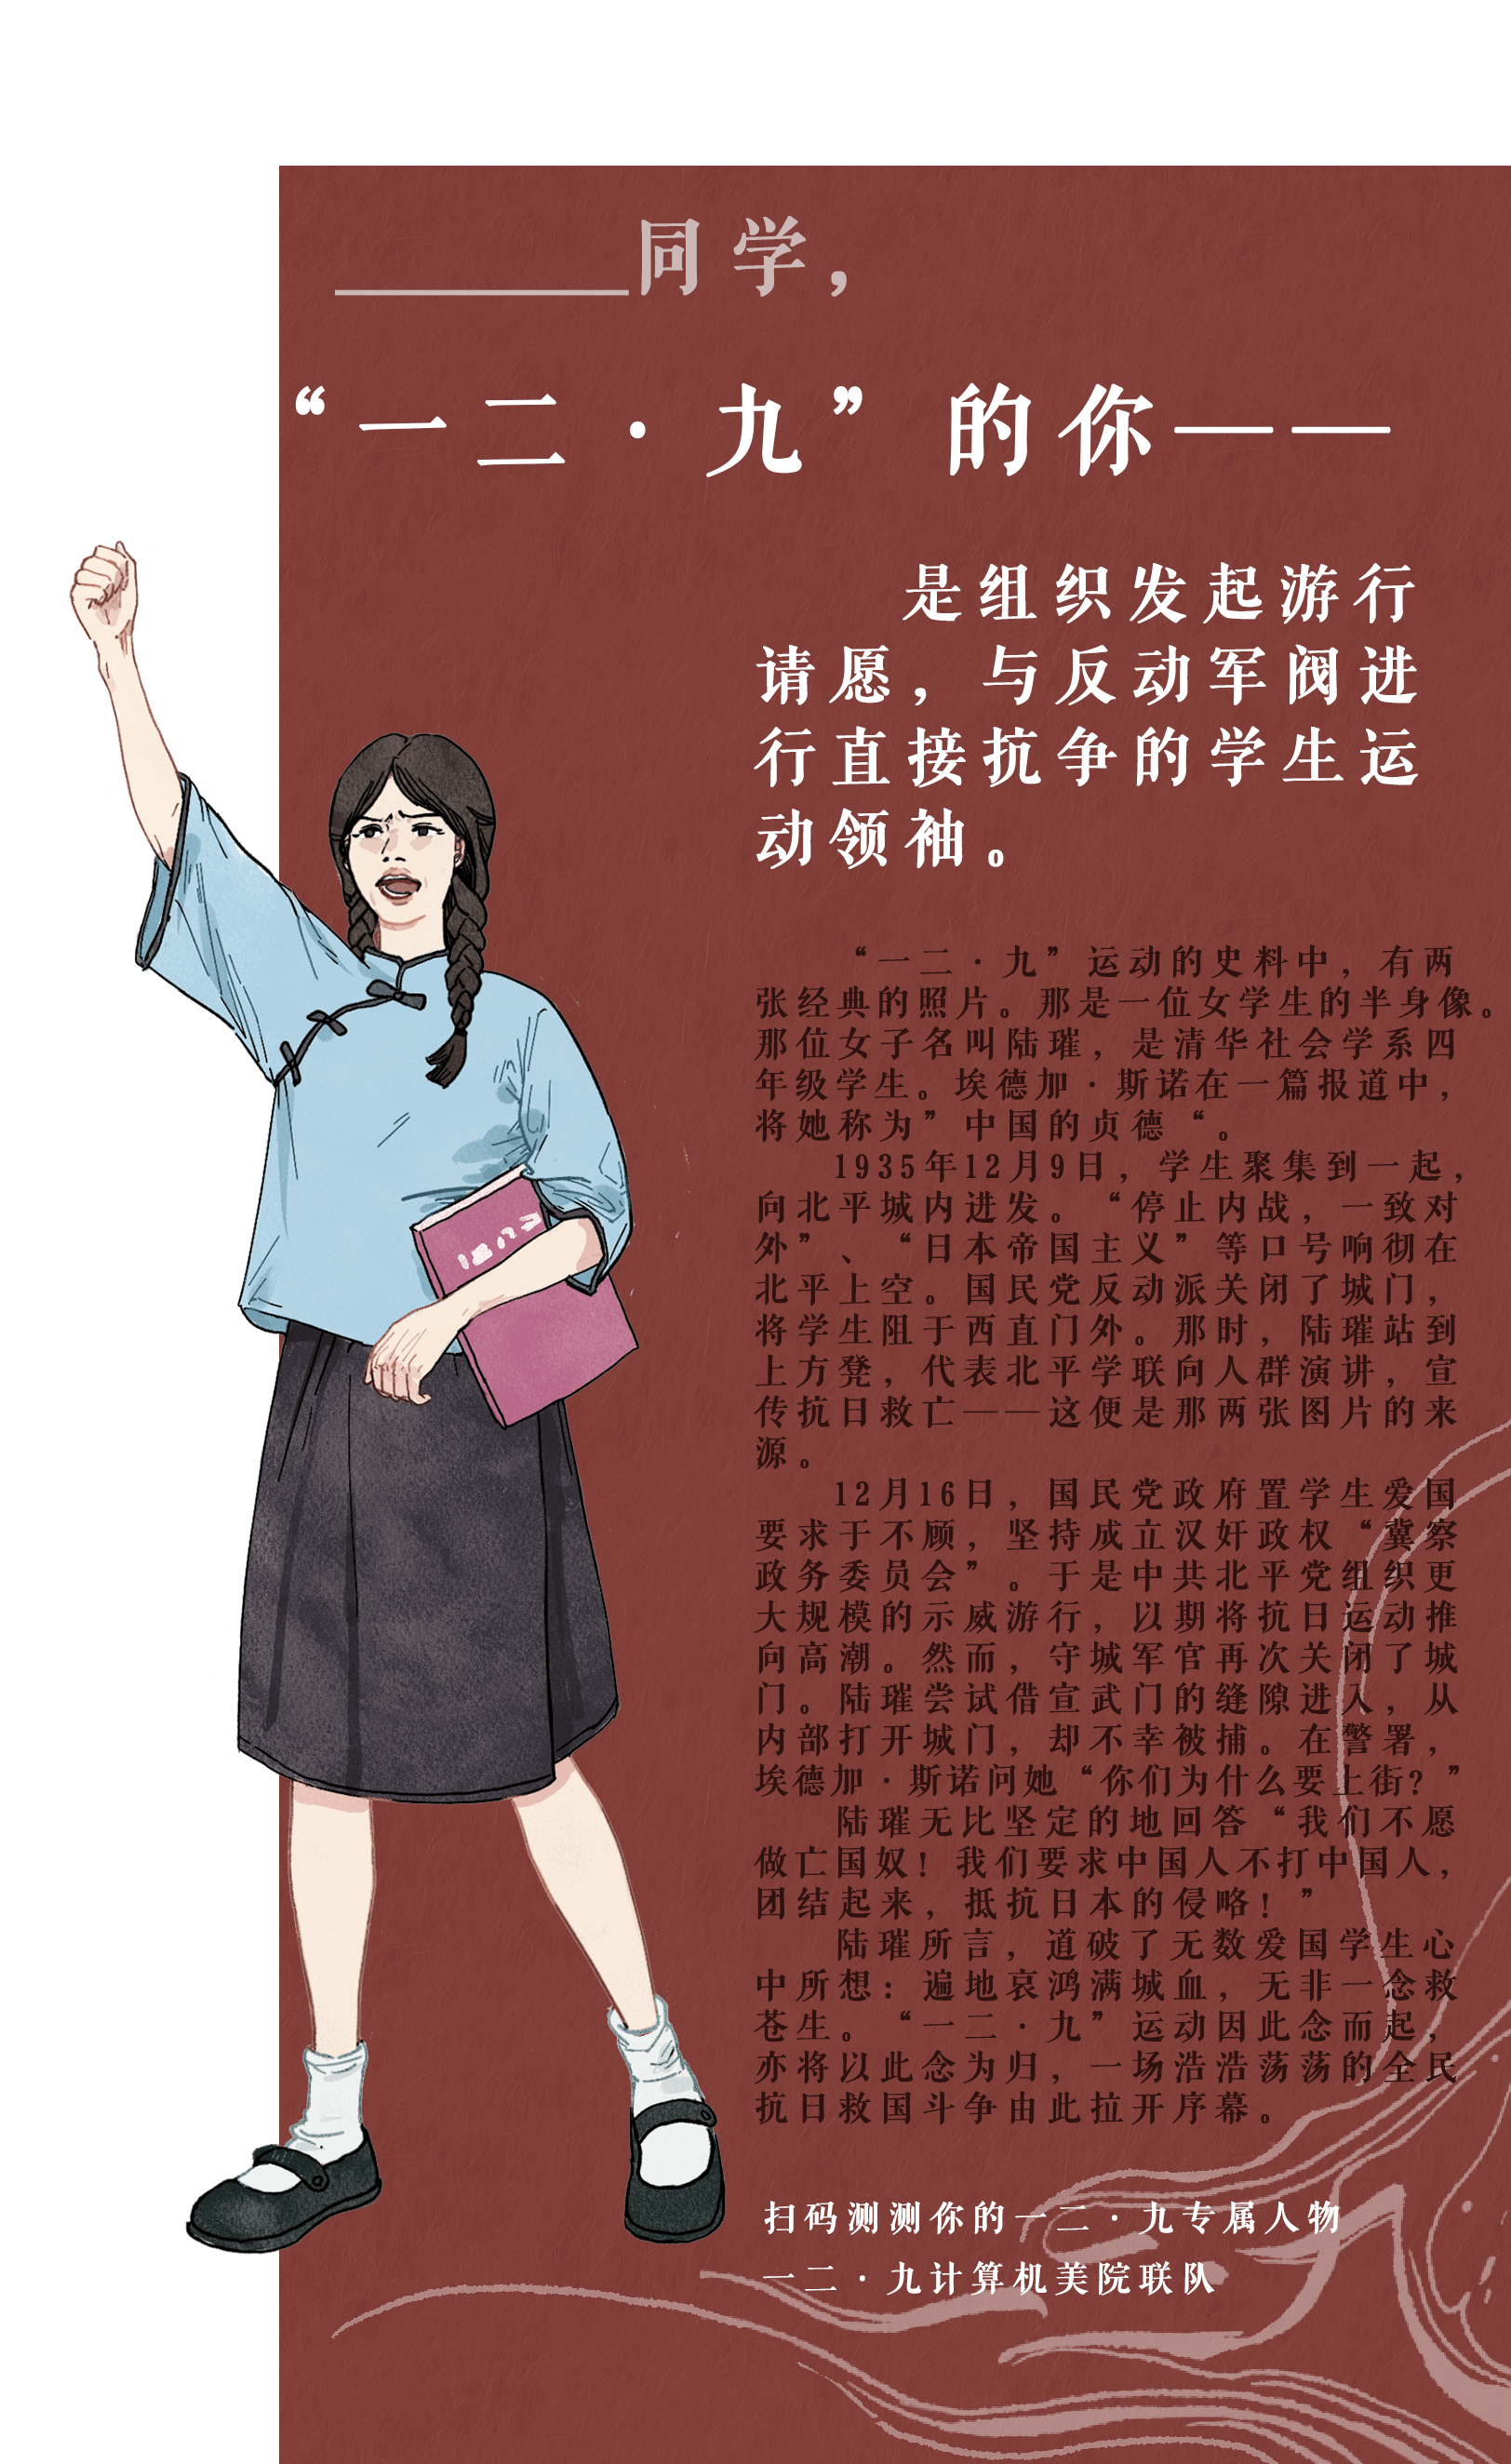 ________同学，
“一二·九”的你——
是组织发起游行
请愿，与反动军阀进
行直接抗争的学生运
动领袖。
“一二·九”运动的史料中，有两
张经典的照片。那是一位女学生的半身像。
那位女子名叫陆璀，是清华社会学系四
年级学生。埃德加·斯诺在一篇报道中，
将她称为”中国的贞德“。
1935年12月9日，学生聚集到一起，
向北平城内进发。“停止内战，一致对
外”、“日本帝国主义”等口号响彻在
北平上空。国民党反动派关闭了城门，
将学生阻于西直门外。那时，陆璀站到
上方凳，代表北平学联向人群演讲，宣
传抗日救亡——这便是那两张图片的来
源。
12月16日，国民党政府置学生爱国
要求于不顾，坚持成立汉奸政权“冀察
政务委员会”。于是中共北平党组织更
大规模的示威游行，以期将抗日运动推
向高潮。然而，守城军官再次关闭了城
门。陆璀尝试借宣武门的缝隙进入，从
内部打开城门，却不幸被捕。在警署，
埃德加·斯诺问她“你们为什么要上街？”
陆璀无比坚定的地回答“我们不愿
做亡国奴！我们要求中国人不打中国人，
团结起来，抵抗日本的侵略！”
陆璀所言，道破了无数爱国学生心
中所想：遍地哀鸿满城血，无非一念救
苍生。“一二·九”运动因此念而起，
亦将以此念为归，一场浩浩荡荡的全民
抗日救国斗争由此拉开序幕。
扫码测测你的一二·九专属人物
一二·九计算机美院联队